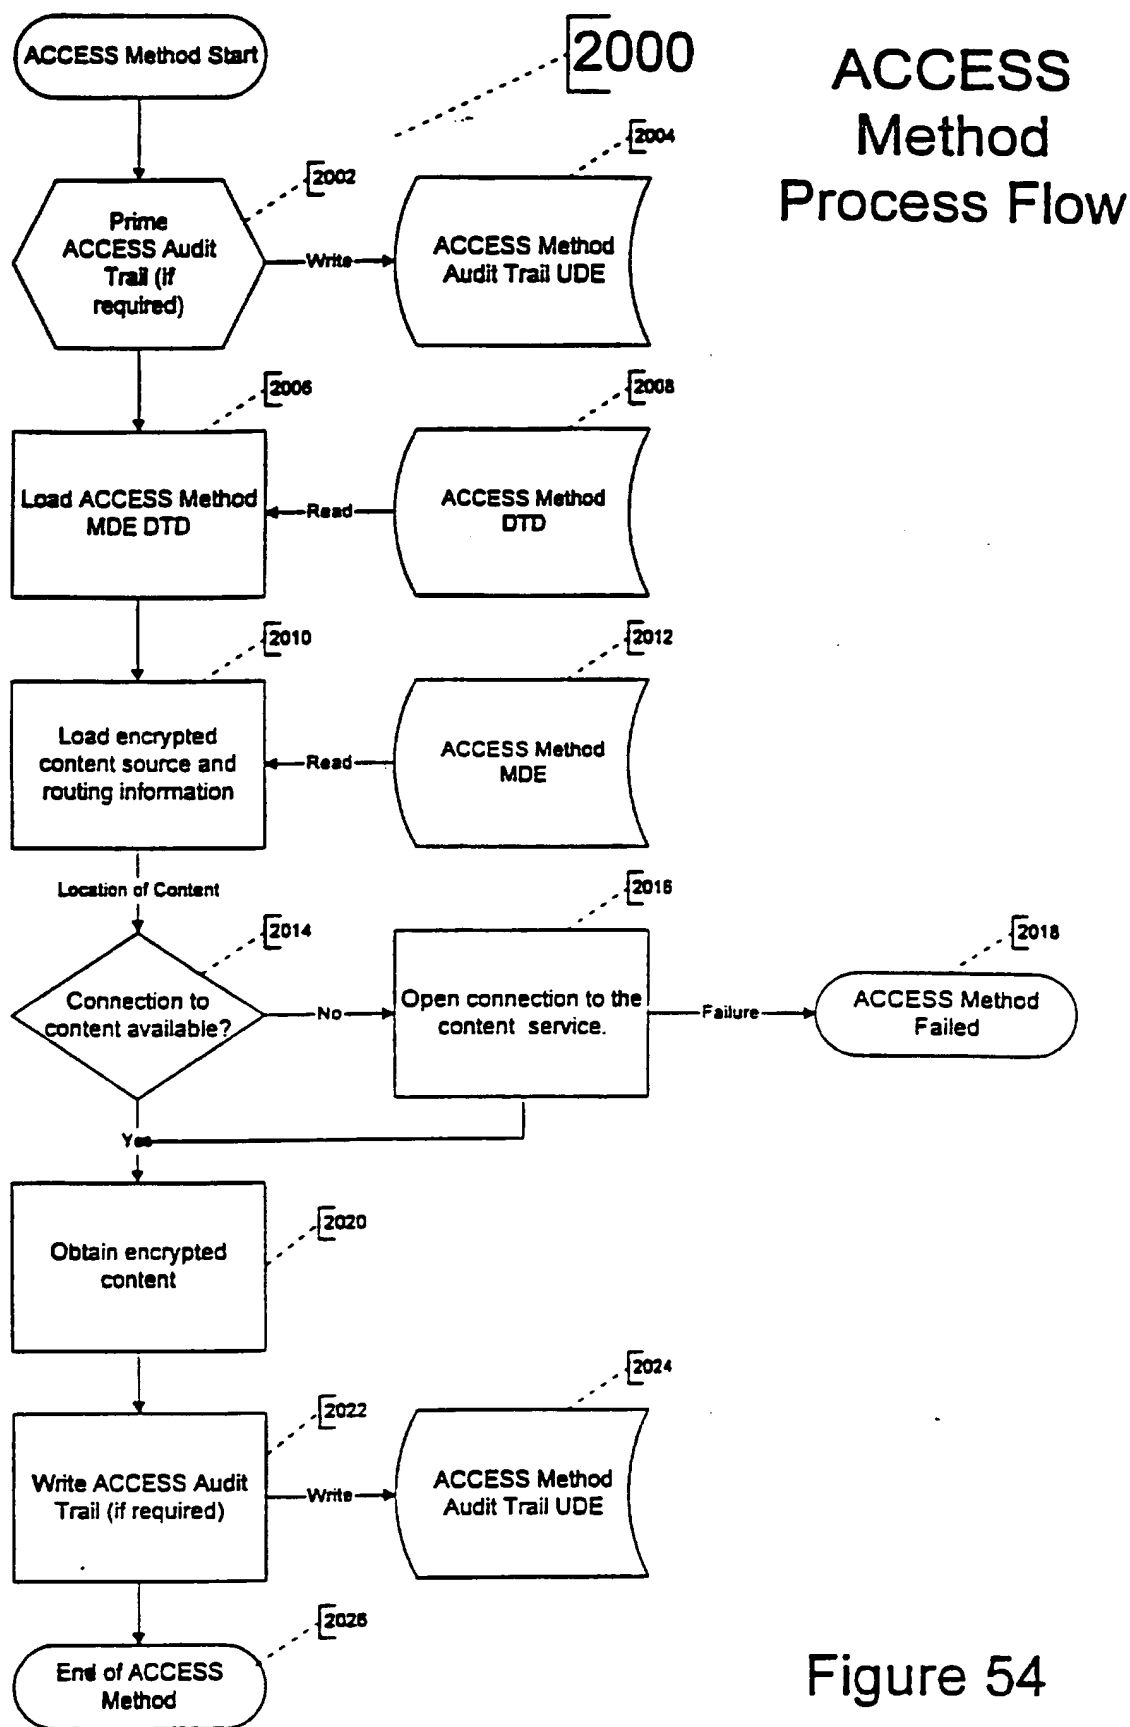 ACCESS
Method
Process Flow
2000
ACCESS Method Start
2002
Prime
ACCESS Audit
Trail (if
required)
Write
2004
ACCESS Method
Audit Trail UDE
2006
Load ACCESS Method
MDE DTD
Read
2008
ACCESS Method
DTD
2010
Load encrypted
content source and
routing information
Read
2012
ACCESS Method
MDE
Location of Content
2014
Connection to
content available?
No
2016
Open connection to the
content service.
Failure
2018
ACCESS Method
Failed
Yes
2020
Obtain encrypted
content
2022
Write ACCESS Audit
Trail (if required)
Write
2024
ACCESS Method
Audit Trail UDE
2026
End of ACCESS
Method
Figure 54